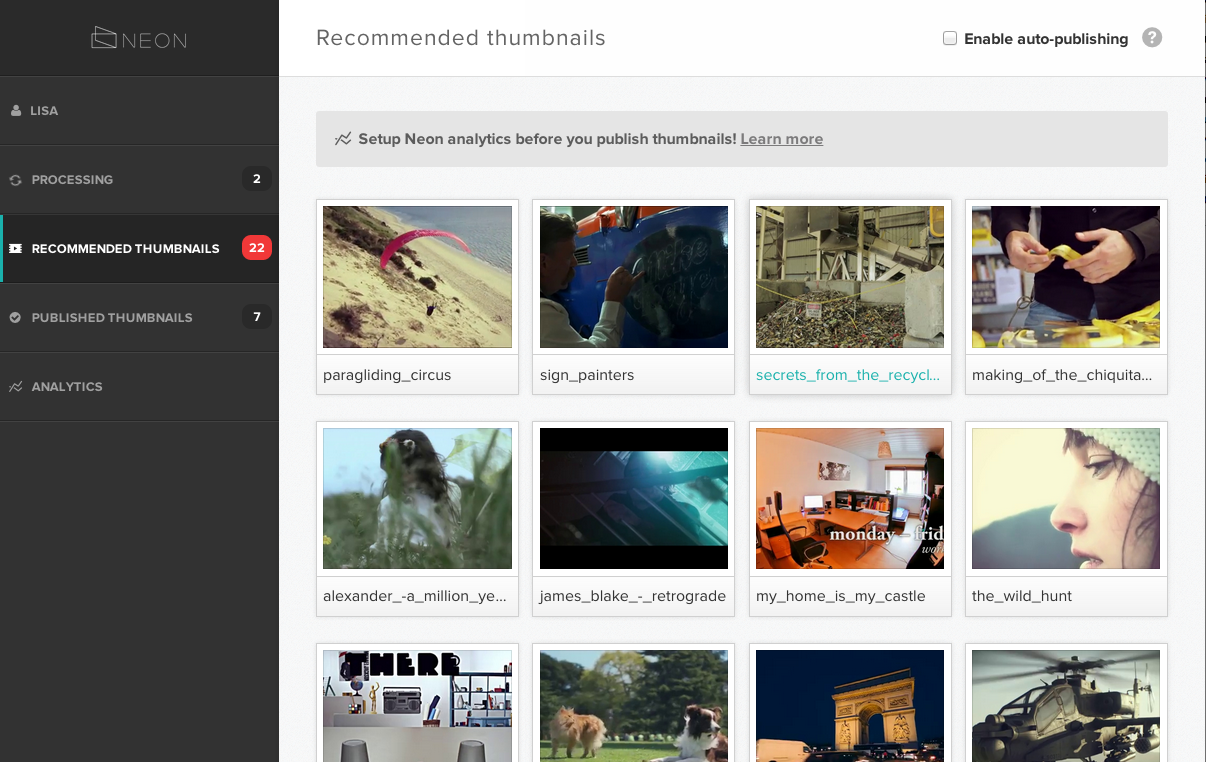 NEON
Recommended thumbnails
Enable auto-publishing ?
LISA
Setup Neon analytics before you publish thumbnails! Learn more
PROCESSING 2
RECOMMENDED THUMBNAILS 22
PUBLISHED THUMBNAILS 7
ANALYTICS
paragliding_circus
sign_painters
secrets_from_the_recycl...
making_of_the_chiquita...
monday – frid
wor
alexander_-a_million_ye...
james_blake_-_retrograde
my_home_is_my_castle
the_wild_hunt
THERE